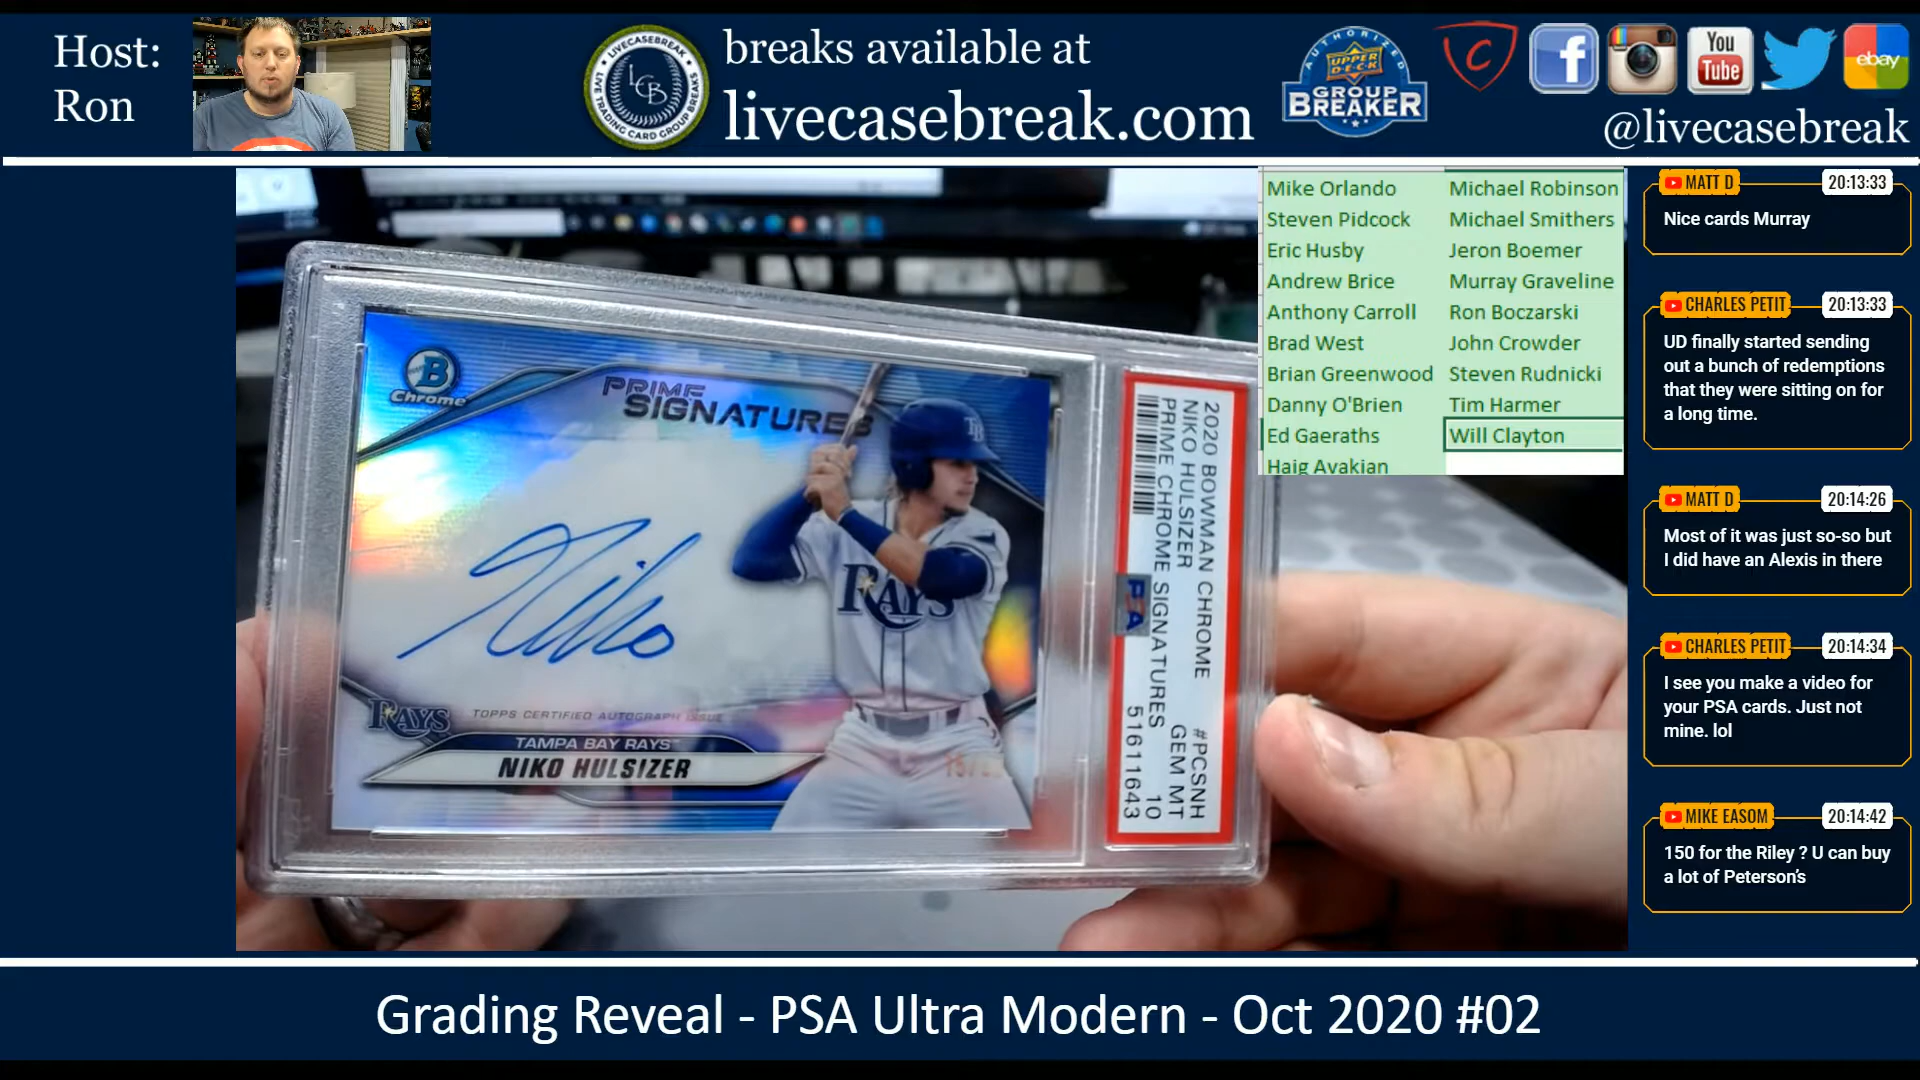 Host:
Ron
LIVECASEBREAK
LCB
LIVE TRADING CARD GROUP BREAKS
breaks available at
livecasebreak.com
AUTHORIZED
UPPER DECK
GROUP
BREAKER
C
f
You
Tube
ebay
@livecasebreak
Mike Orlando
Michael Robinson
Steven Pidcock
Michael Smithers
Eric Husby
Jeron Boemer
Andrew Brice
Murray Graveline
Anthony Carroll
Ron Boczarski
Brad West
John Crowder
Brian Greenwood
Steven Rudnicki
Danny O'Brien
Tim Harmer
Ed Gaeraths
Will Clayton
Haig Avakian
MATT D
20:13:33
Nice cards Murray
CHARLES PETIT
20:13:33
UD finally started sending
out a bunch of redemptions
that they were sitting on for
a long time.
MATT D
20:14:26
Most of it was just so-so but
I did have an Alexis in there
CHARLES PETIT
20:14:34
I see you make a video for
your PSA cards. Just not
mine. lol
MIKE EASOM
20:14:42
150 for the Riley ? U can buy
a lot of Peterson's
B
Chrome
PRIME
SIGNATURES
TB
RAYS
Niko
RAYS
TOPPS CERTIFIED AUTOGRAPH ISSUE
TAMPA BAY RAYS
NIKO HULSIZER
2020 BOWMAN CHROME #PCSNH
NIKO HULSIZER GEM MT
PRIME CHROME SIGNATURES 10
PSA
51611643
Grading Reveal - PSA Ultra Modern - Oct 2020 #02